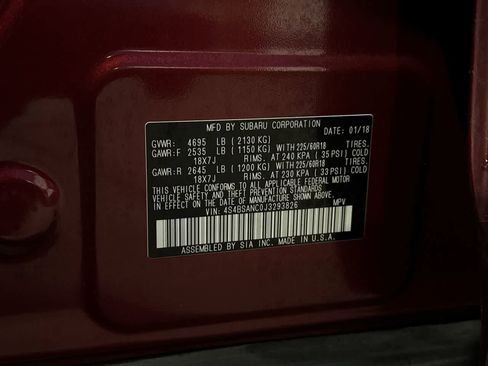 MFD BY SUBARU CORPORATION
DATE: 01/18
GVWR: 4695 LB ( 2130 KG)
GAWR:F 2535 LB ( 1150 KG) WITH 225/60R18 TIRES.
18X7J RIMS. AT 240 KPA ( 35 PSI) COLD
GAWR:R 2645 LB ( 1200 KG) WITH 225/60R18 TIRES.
18X7J RIMS. AT 230 KPA ( 33 PSI) COLD
THIS VEHICLE CONFORMS TO ALL APPLICABLE FEDERAL MOTOR
VEHICLE SAFETY AND THEFT PREVENTION STANDARDS
IN EFFECT ON THE DATE OF MANUFACTURE SHOWN ABOVE.
VIN: 4S4BSANC0J3293826 MPV
ASSEMBLED BY SIA INC. MADE IN U.S.A.